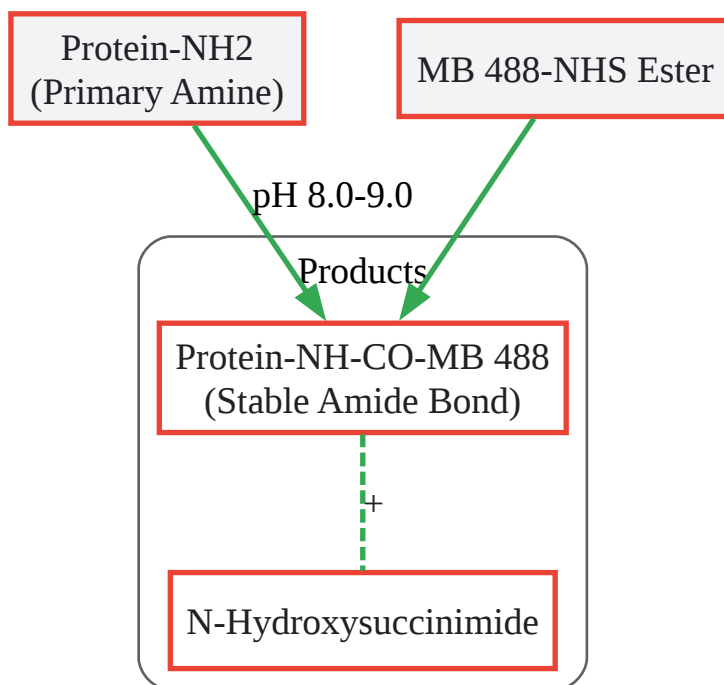 Protein-NH2
(Primary Amine)
MB 488-NHS Ester
pH 8.0-9.0
Products
Protein-NH-CO-MB 488
(Stable Amide Bond)
+
N-Hydroxysuccinimide